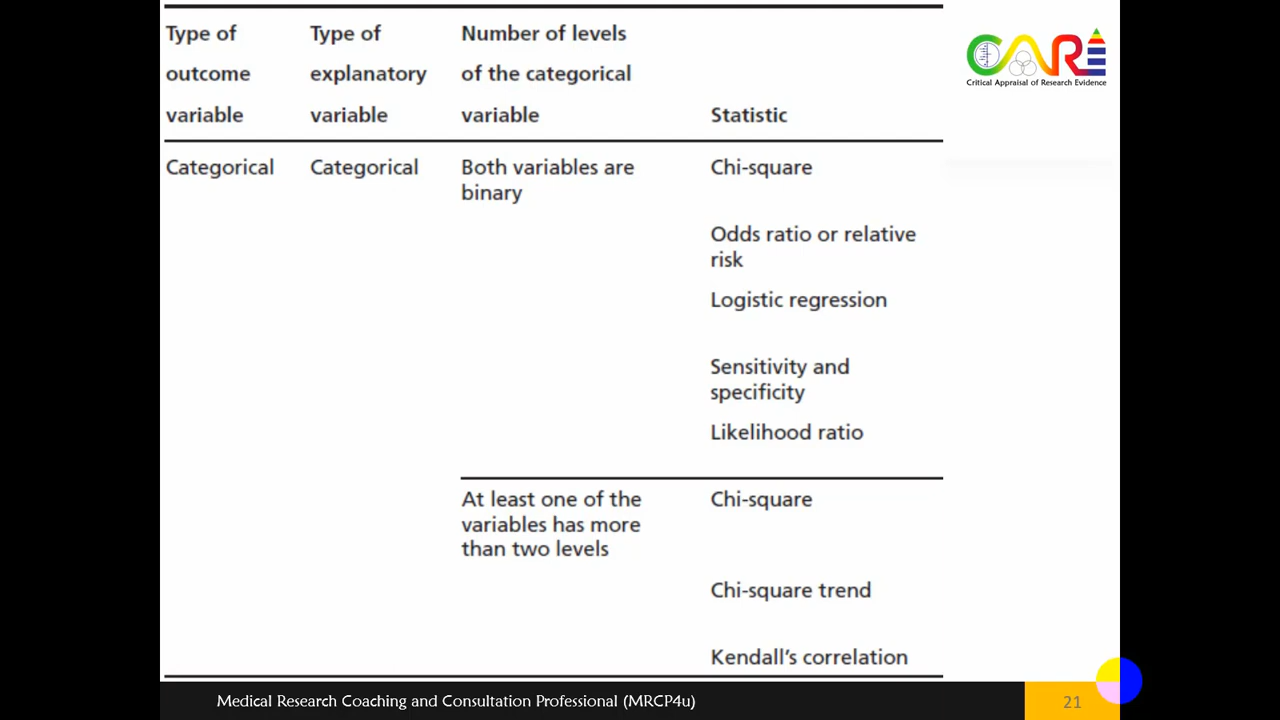 Type of outcome variable
Type of explanatory variable
Number of levels of the categorical variable
Statistic
CARE
Critical Appraisal of Research Evidence
Categorical
Categorical
Both variables are
binary
Chi-square
Odds ratio or relative
risk
Logistic regression
Sensitivity and
specificity
Likelihood ratio
At least one of the
variables has more
than two levels
Chi-square
Chi-square trend
Kendall’s correlation
Medical Research Coaching and Consultation Professional (MRCP4u)
21